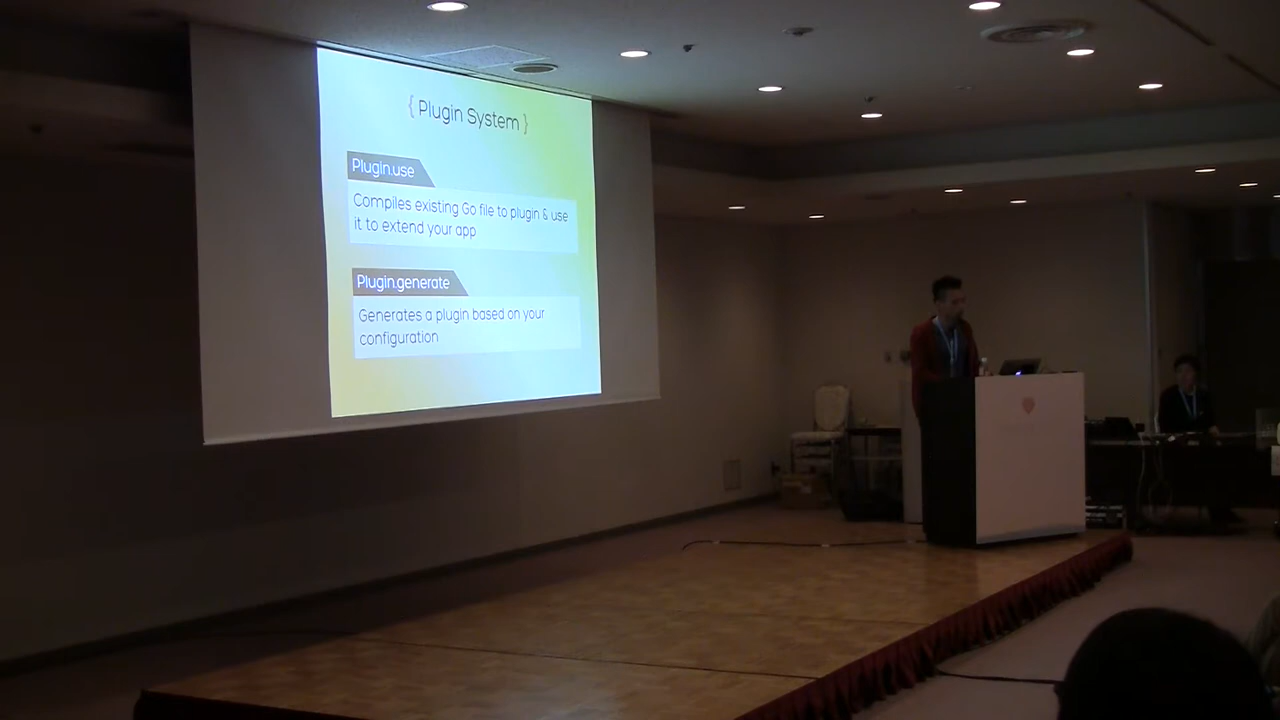 { Plugin System }
Plugin.use
Compiles existing Go file to plugin & use
it to extend your app
Plugin.generate
Generates a plugin based on your
configuration